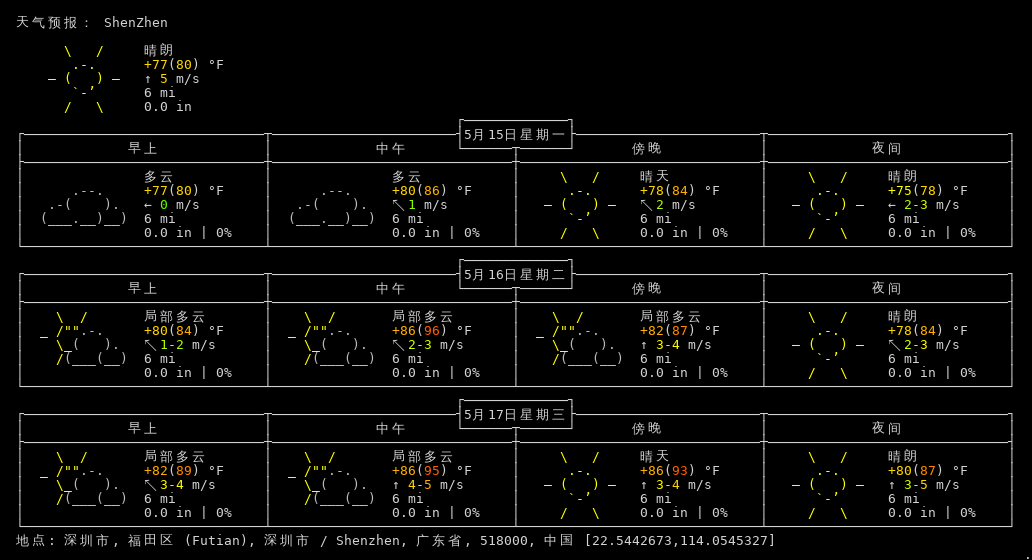 天气预报： ShenZhen
晴朗
+77(80) °F
↑ 5 m/s
6 mi
0.0 in
5月15日星期一
早上 中午 傍晚 夜间
多云 多云 晴天 晴朗
+77(80) °F +80(86) °F +78(84) °F +75(78) °F
← 0 m/s ↖ 1 m/s ↖ 2 m/s ← 2-3 m/s
6 mi 6 mi 6 mi 6 mi
0.0 in | 0% 0.0 in | 0% 0.0 in | 0% 0.0 in | 0%
5月16日星期二
早上 中午 傍晚 夜间
局部多云 局部多云 局部多云 晴朗
+80(84) °F +86(96) °F +82(87) °F +78(84) °F
↖ 1-2 m/s ↖ 2-3 m/s ↑ 3-4 m/s ↖ 2-3 m/s
6 mi 6 mi 6 mi 6 mi
0.0 in | 0% 0.0 in | 0% 0.0 in | 0% 0.0 in | 0%
5月17日星期三
早上 中午 傍晚 夜间
局部多云 局部多云 晴天 晴朗
+82(89) °F +86(95) °F +86(93) °F +80(87) °F
↖ 3-4 m/s ↑ 4-5 m/s ↑ 3-4 m/s ↑ 3-5 m/s
6 mi 6 mi 6 mi 6 mi
0.0 in | 0% 0.0 in | 0% 0.0 in | 0% 0.0 in | 0%
地点: 深圳市, 福田区 (Futian), 深圳市 / Shenzhen, 广东省, 518000, 中国 [22.5442673,114.0545327]